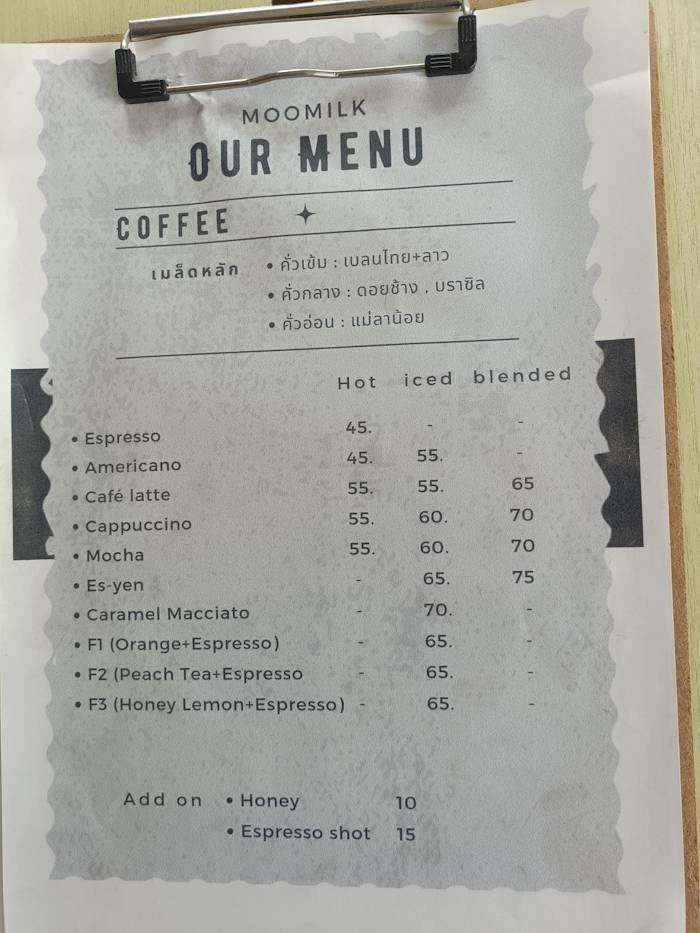 MOOMILK
OUR MENU
COFFEE
เมล็ดหลัก • คั่วเข้ม : เบลนไทย+ลาว
• คั่วกลาง : ดอยช้าง , บราซิล
• คั่วอ่อน : แม่ลาน้อย
Hot iced blended
• Espresso 45. - -
• Americano 45. 55. -
• Café latte 55. 55. 65
• Cappuccino 55. 60. 70
• Mocha 55. 60. 70
• Es-yen - 65. 75
• Caramel Macciato - 70. -
• F1 (Orange+Espresso) - 65. -
• F2 (Peach Tea+Espresso - 65. -
• F3 (Honey Lemon+Espresso) - 65. -
Add on • Honey 10
• Espresso shot 15